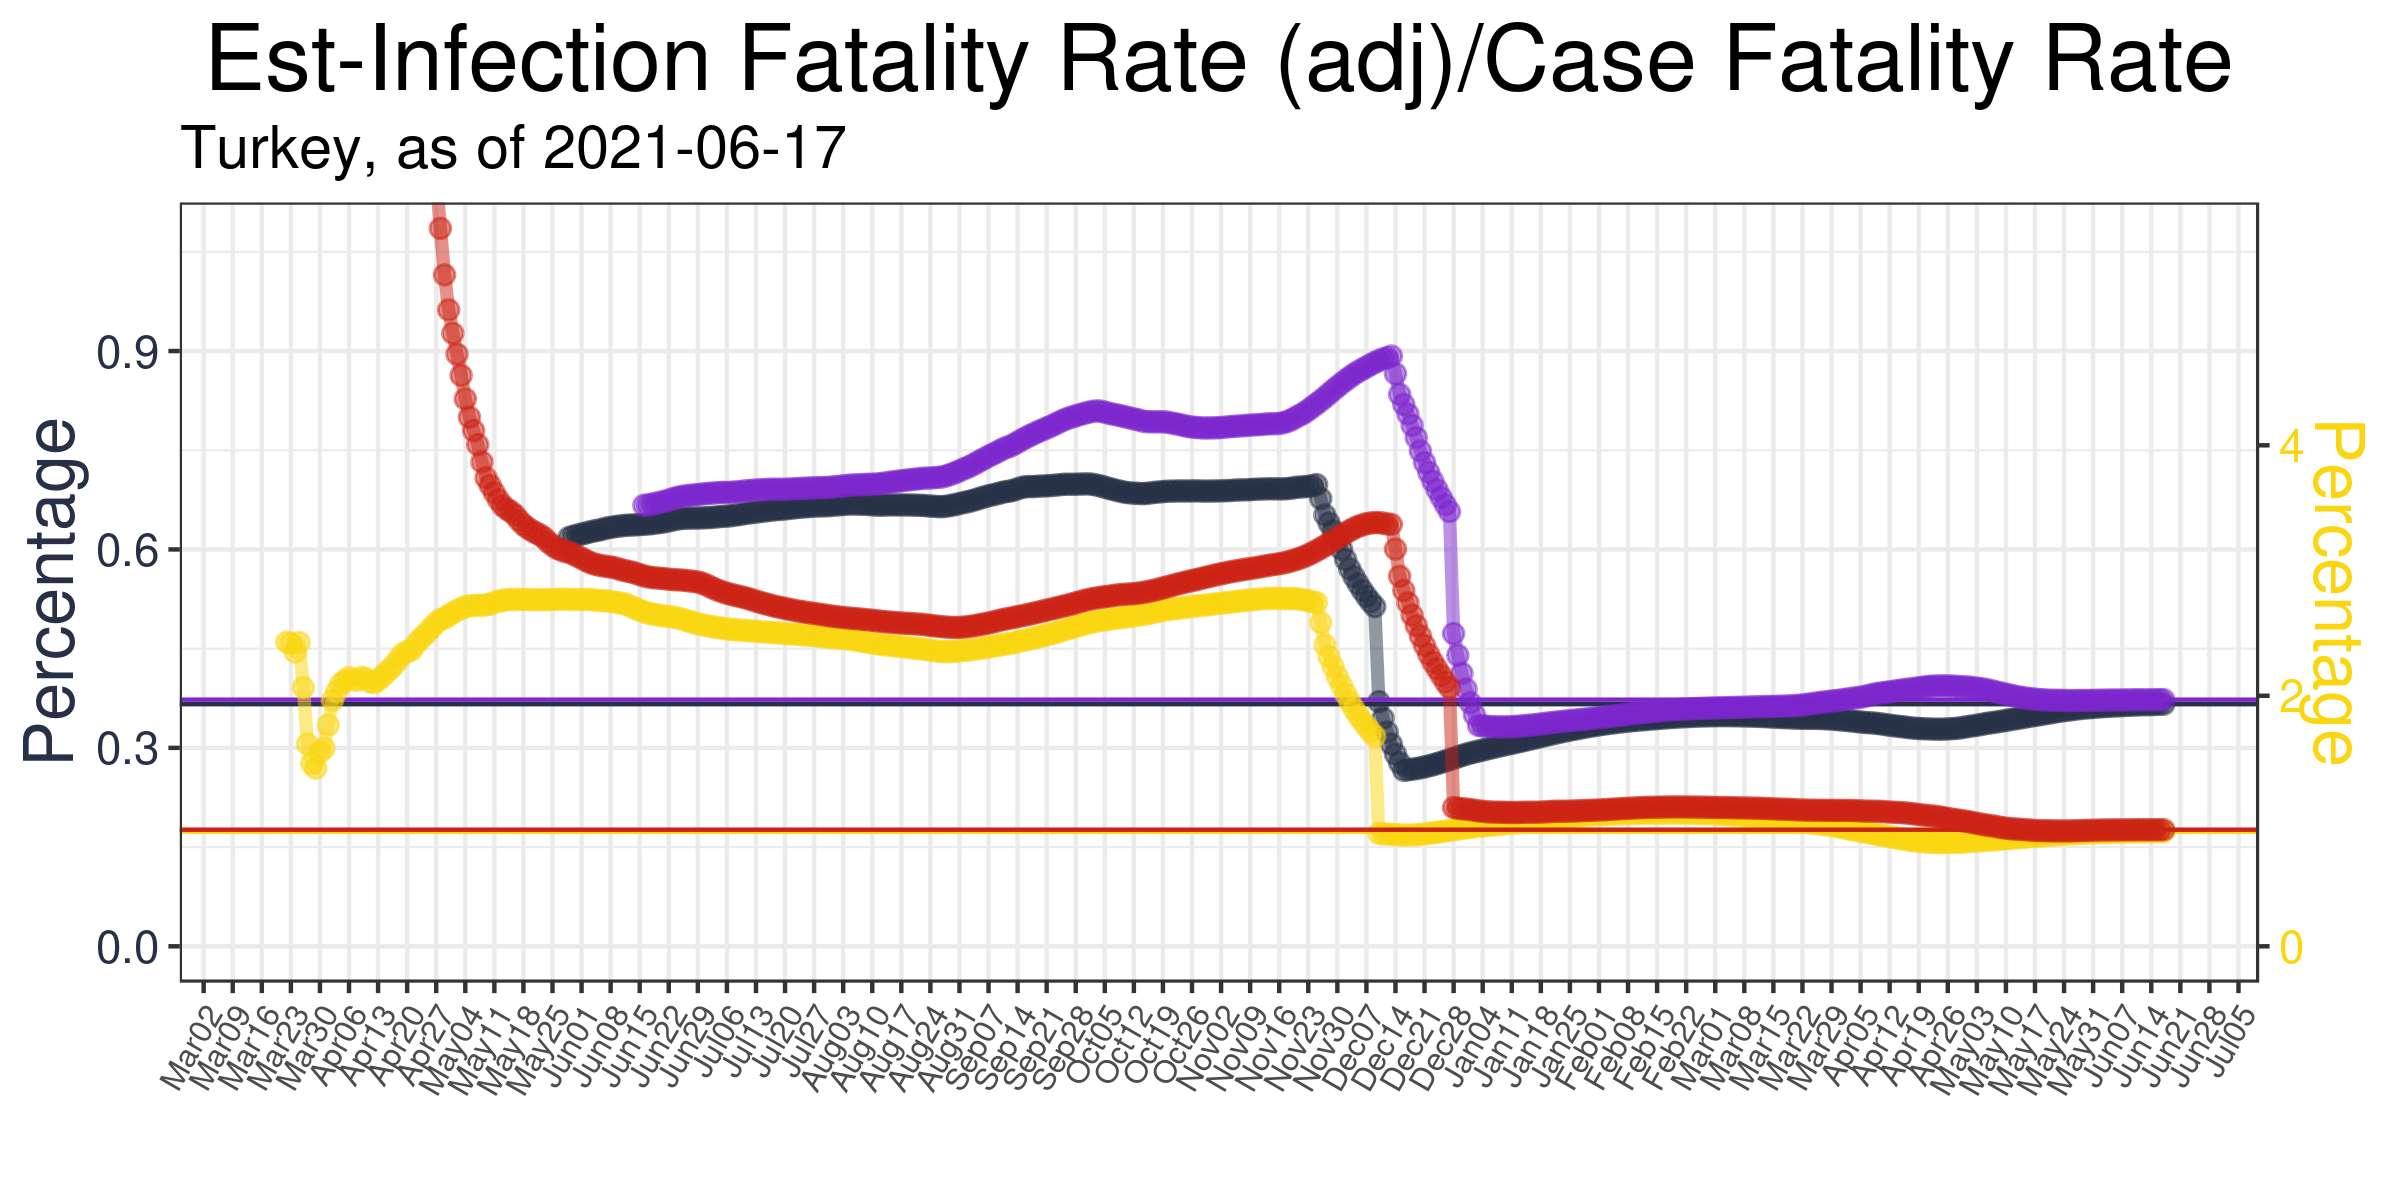 Est-Infection Fatality Rate (adj)/Case Fatality Rate
Turkey, as of 2021-06-17
Percentage
0.9
0.6
0.3
0.0
4
2
0
Percentage
Mar02
Mar09
Mar16
Mar23
Mar30
Apr06
Apr13
Apr20
Apr27
May04
May11
May18
May25
Jun01
Jun08
Jun15
Jun22
Jun29
Jul06
Jul13
Jul20
Jul27
Aug03
Aug10
Aug17
Aug24
Aug31
Sep07
Sep14
Sep21
Sep28
Oct05
Oct12
Oct19
Oct26
Nov02
Nov09
Nov16
Nov23
Nov30
Dec07
Dec14
Dec21
Dec28
Jan04
Jan11
Jan18
Jan25
Feb01
Feb08
Feb15
Feb22
Mar01
Mar08
Mar15
Mar22
Mar29
Apr05
Apr12
Apr19
Apr26
May03
May10
May17
May24
May31
Jun07
Jun14
Jun21
Jun28
Jul05